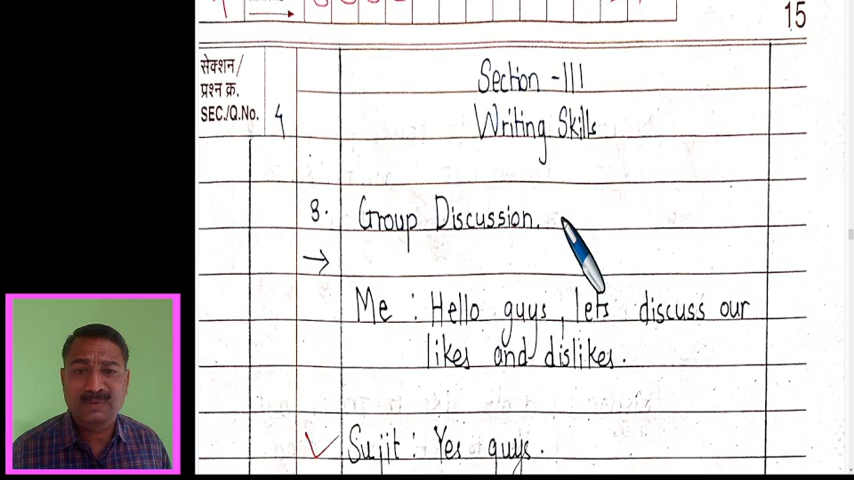 15
सेक्शन/
प्रश्न क्र.
SEC./Q.No. 4
Section -III
Writing Skills
3. Group Discussion.
→
Me : Hello guys, lets discuss our
likes and dislikes.
Sujit : Yes guys.